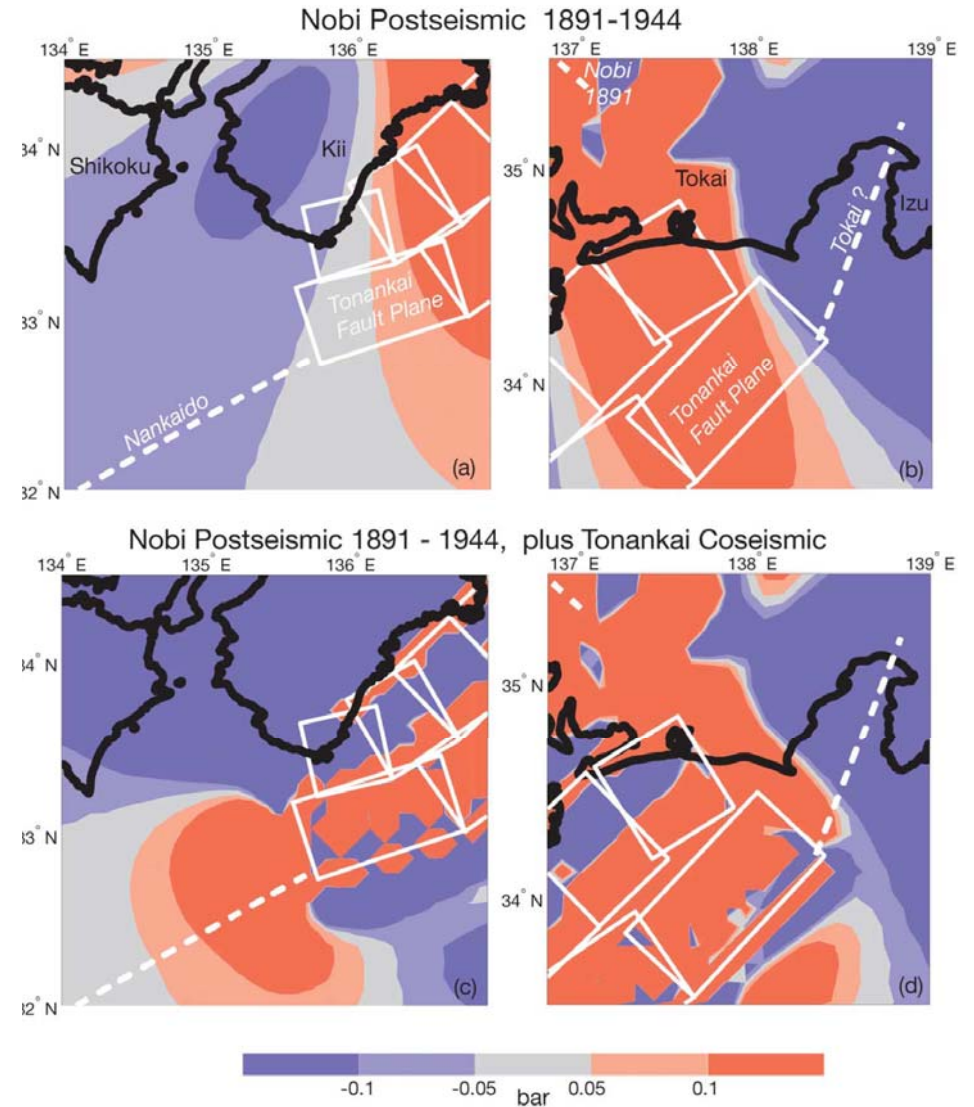 Nobi Postseismic 1891-1944
134° E 135° E 136° E 137° E 138° E 139° E
Nobi
1891
34° N
Shikoku
Kii
35° N
Tokai
Izu
Tokai ?
Tonankai
Fault Plane
33° N
Nankaido
34° N
Tonankai
Fault Plane
32° N
(a)
(b)
Nobi Postseismic 1891 - 1944, plus Tonankai Coseismic
134° E 135° E 136° E 137° E 138° E 139° E
34° N
35° N
33° N
34° N
32° N
(c)
(d)
-0.1 -0.05 0.05 0.1
bar